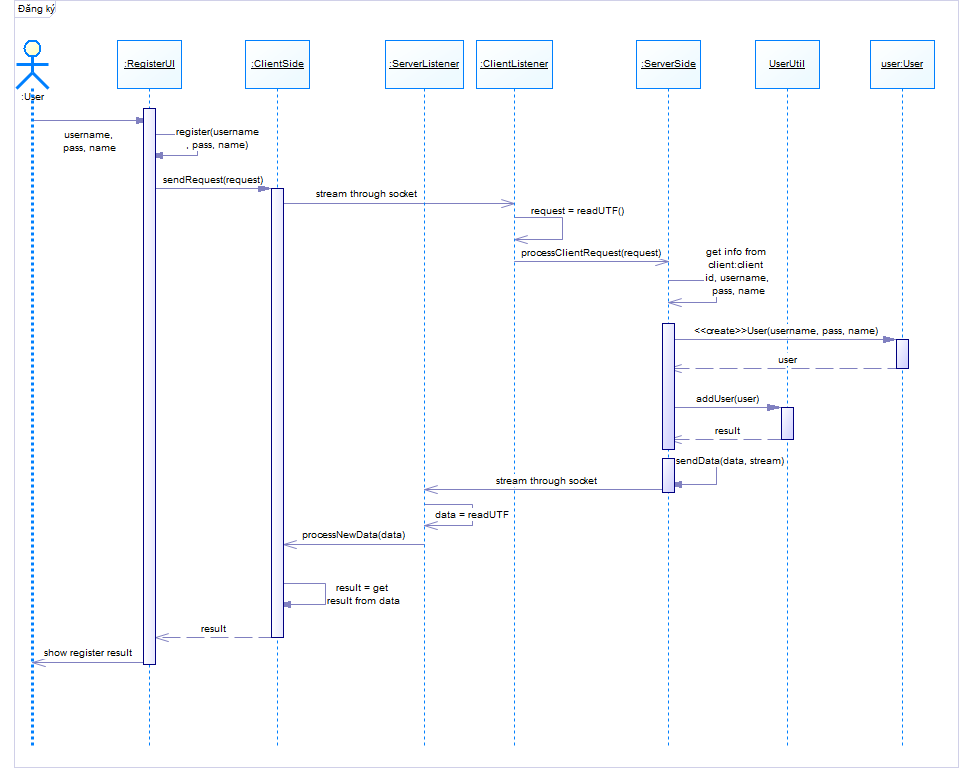 Đăng ký
:RegisterUI
:ClientSide
:ServerListener
:ClientListener
:ServerSide
UserUtil
user:User
:User
username,
pass, name
register(username
, pass, name)
sendRequest(request)
stream through socket
request = readUTF()
processClientRequest(request)
get info from
client:client
id, username,
pass, name
<<create>>User(username, pass, name)
user
addUser(user)
result
sendData(data, stream)
stream through socket
data = readUTF
processNewData(data)
result = get
result from data
result
show register result